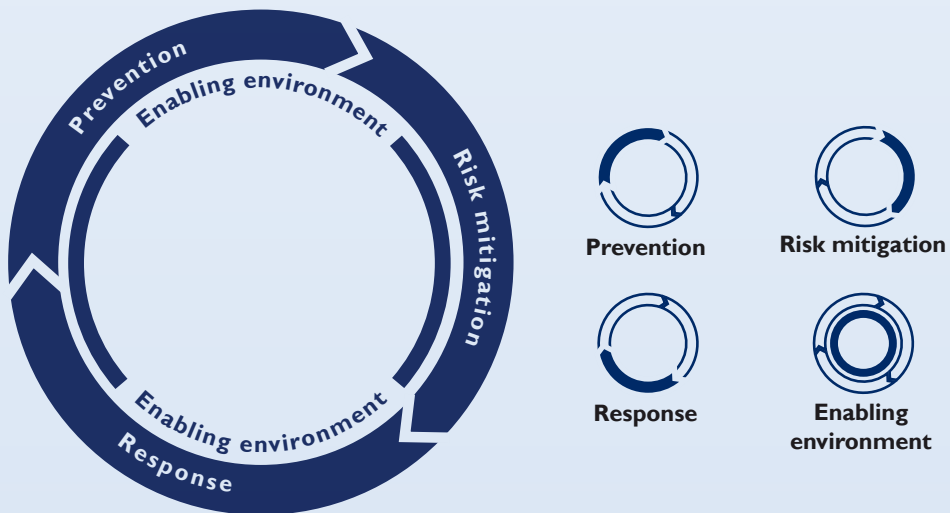 Prevention
Enabling environment
Risk mitigation
Enabling environment
Response
Prevention
Risk mitigation
Response
Enabling
environment